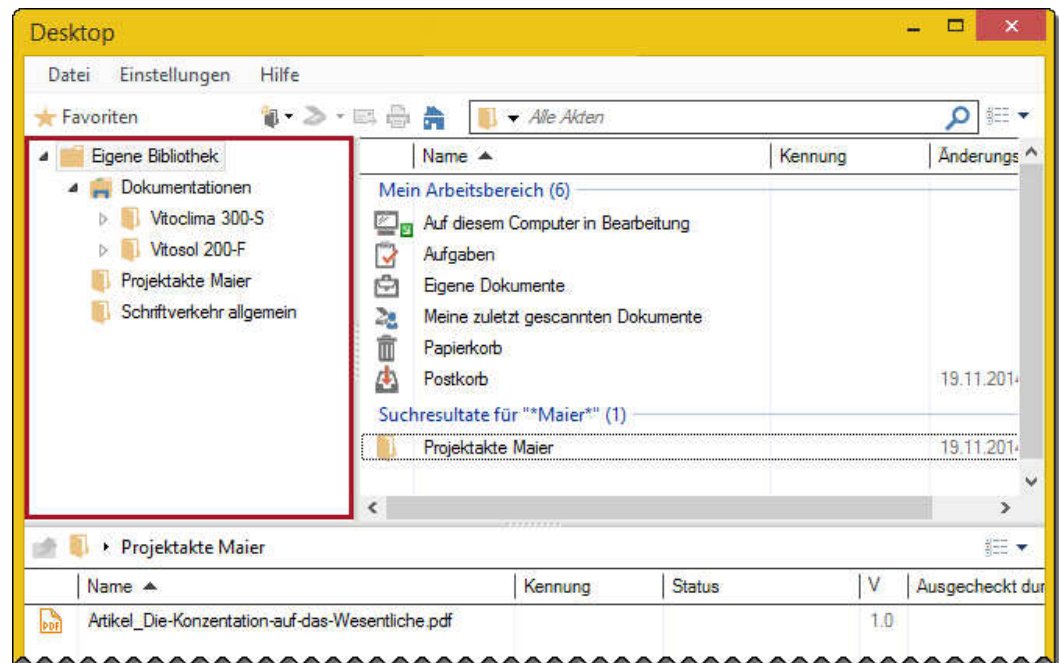 Desktop
Datei Einstellungen Hilfe
Favoriten Alle Akten
Eigene Bibliothek
Dokumentationen
Vitoclima 300-S
Vitosol 200-F
Projektakte Maier
Schriftverkehr allgemein
Name Kennung Änderungs
Mein Arbeitsbereich (6)
Auf diesem Computer in Bearbeitung
Aufgaben
Eigene Dokumente
Meine zuletzt gescannten Dokumente
Papierkorb
Postkorb 19.11.2014
Suchresultate für "*Maier*" (1)
Projektakte Maier 19.11.2014
Projektakte Maier
Name Kennung Status V Ausgecheckt dur
PDF Artikel_Die-Konzentation-auf-das-Wesentliche.pdf 1.0